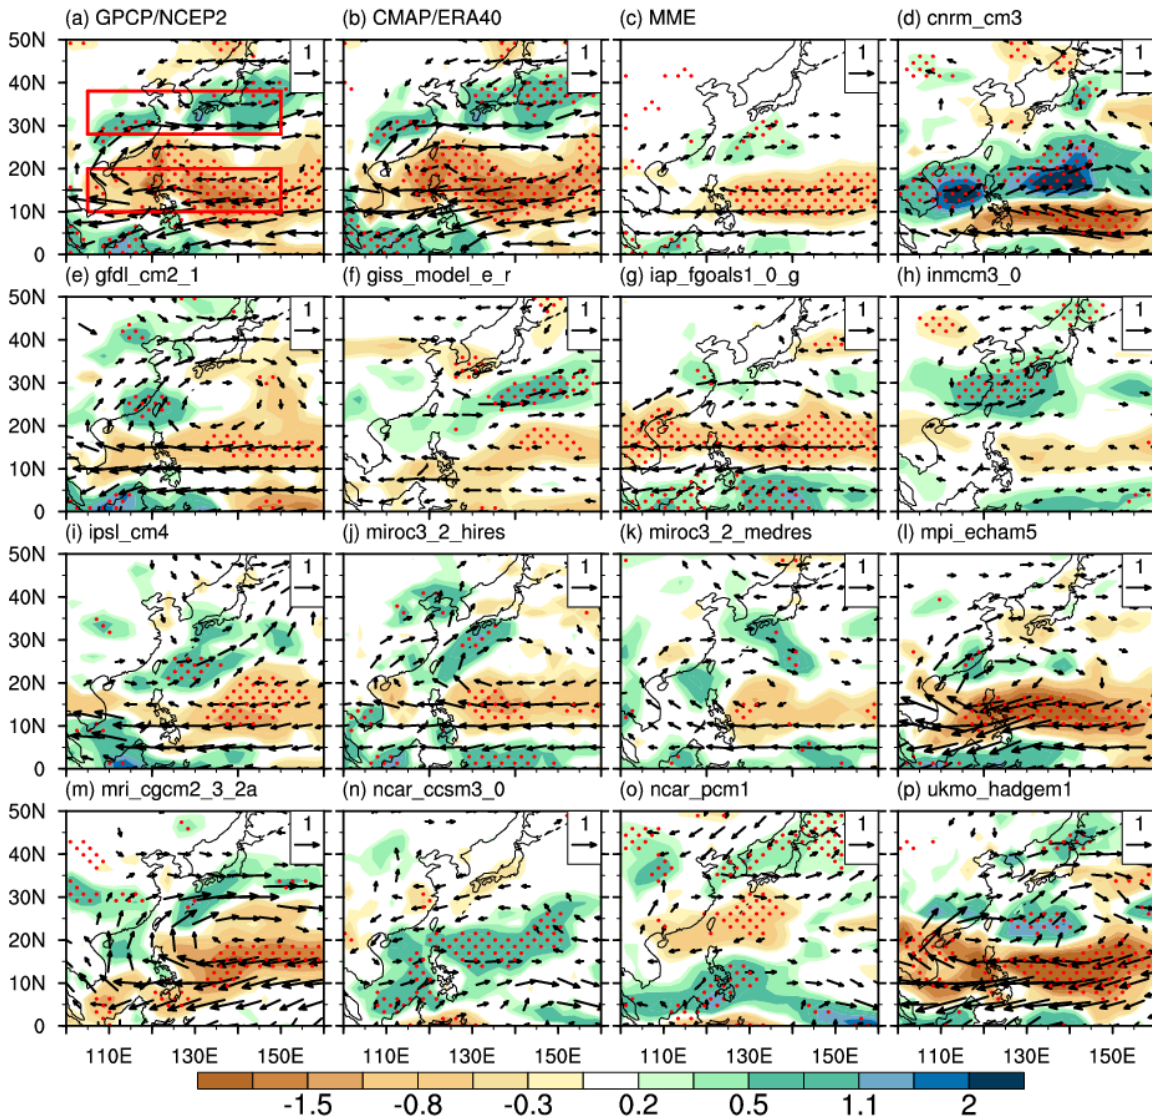 (a) GPCP/NCEP2 (b) CMAP/ERA40 (c) MME (d) cnrm_cm3
50N 1 1 1 1
40N
30N
20N
10N
0
(e) gfdl_cm2_1 (f) giss_model_e_r (g) iap_fgoals1_0_g (h) inmcm3_0
50N 1 1 1 1
40N
30N
20N
10N
0
(i) ipsl_cm4 (j) miroc3_2_hires (k) miroc3_2_medres (l) mpi_echam5
50N 1 1 1 1
40N
30N
20N
10N
0
(m) mri_cgcm2_3_2a (n) ncar_ccsm3_0 (o) ncar_pcm1 (p) ukmo_hadgem1
50N 1 1 1 1
40N
30N
20N
10N
0
110E 130E 150E 110E 130E 150E 110E 130E 150E 110E 130E 150E
-1.5 -0.8 -0.3 0.2 0.5 1.1 2